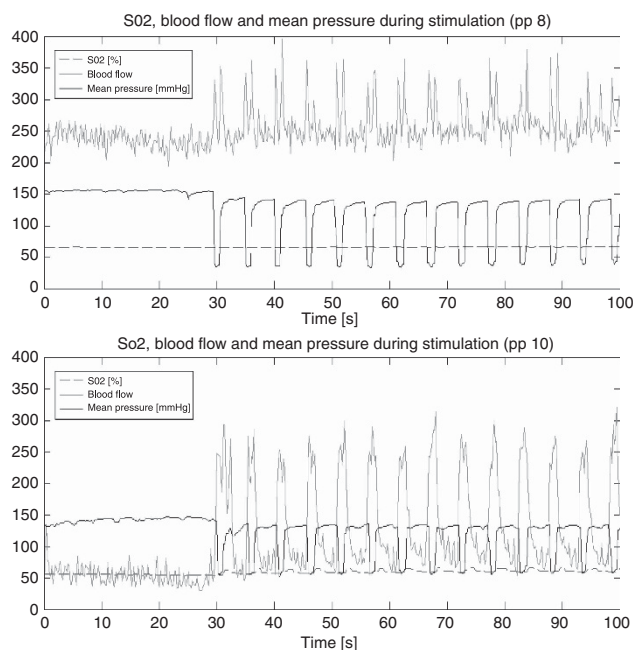 S02, blood flow and mean pressure during stimulation (pp 8)
400
350
300
250
200
150
100
50
0
S02 [%]
Blood flow
Mean pressure [mmHg]
0 10 20 30 40 50 60 70 80 90 100
Time [s]
So2, blood flow and mean pressure during stimulation (pp 10)
400
350
300
250
200
150
100
50
0
S02 [%]
Blood flow
Mean pressure [mmHg]
0 10 20 30 40 50 60 70 80 90 100
Time [s]